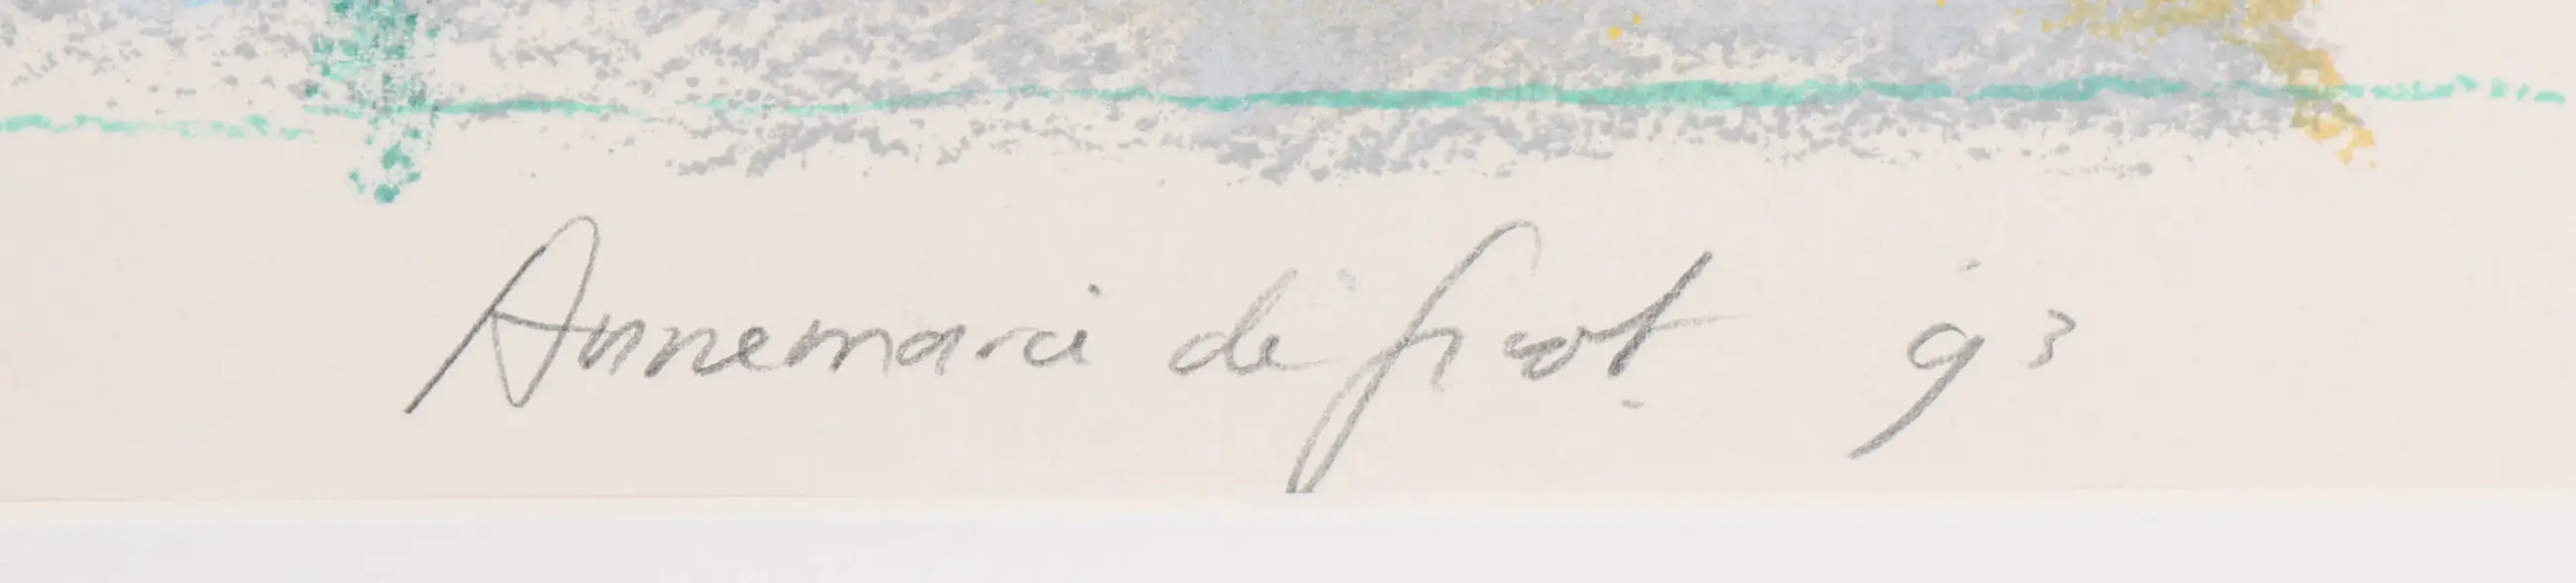 Annemarie de Groot 93